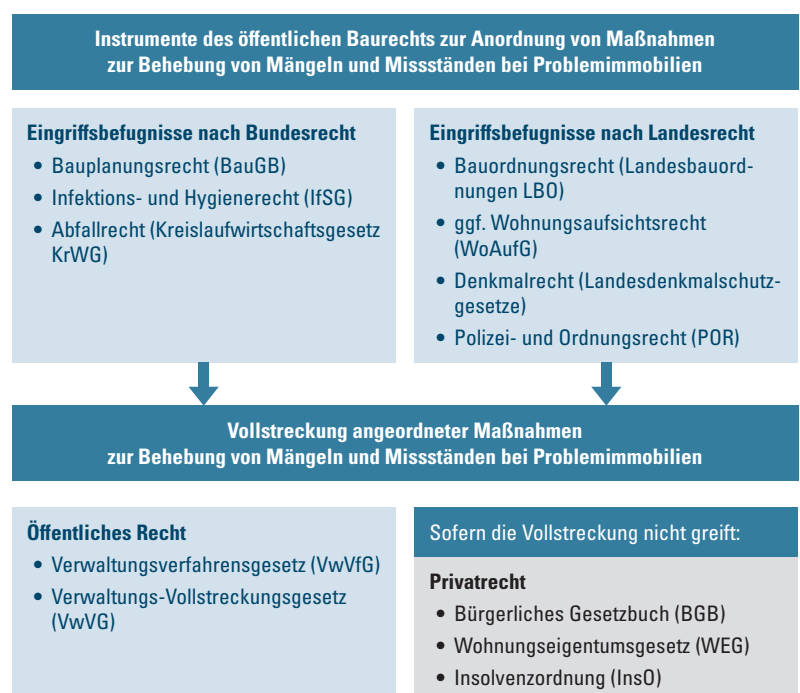 Instrumente des öffentlichen Baurechts zur Anordnung von Maßnahmen
zur Behebung von Mängeln und Missständen bei Problemimmobilien
Eingriffsbefugnisse nach Bundesrecht
• Bauplanungsrecht (BauGB)
• Infektions- und Hygienerecht (IfSG)
• Abfallrecht (Kreislaufwirtschaftsgesetz
KrWG)
Eingriffsbefugnisse nach Landesrecht
• Bauordnungsrecht (Landesbauord-
nungen LBO)
• ggf. Wohnungsaufsichtsrecht
(WoAufG)
• Denkmalrecht (Landesdenkmalschutz-
gesetze)
• Polizei- und Ordnungsrecht (POR)
Vollstreckung angeordneter Maßnahmen
zur Behebung von Mängeln und Missständen bei Problemimmobilien
Öffentliches Recht
• Verwaltungsverfahrensgesetz (VwVfG)
• Verwaltungs-Vollstreckungsgesetz
(VwVG)
Sofern die Vollstreckung nicht greift:
Privatrecht
• Bürgerliches Gesetzbuch (BGB)
• Wohnungseigentumsgesetz (WEG)
• Insolvenzordnung (InsO)